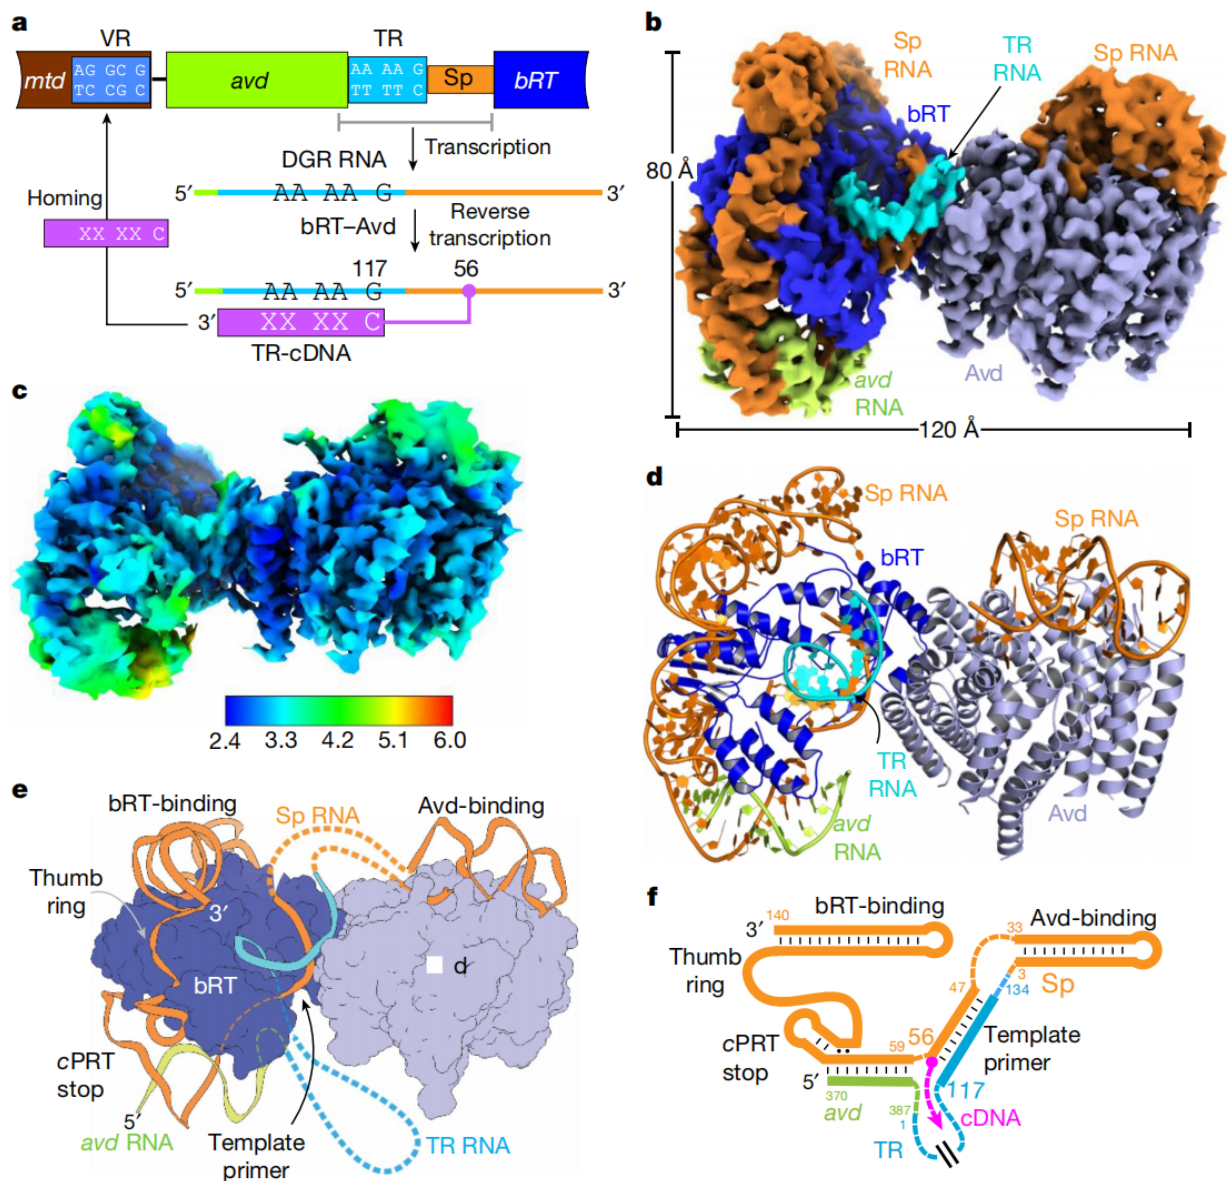 a
VR
TR
mtd
AG GC G
TC CC C
avd
AA AA G
TT TT C
Sp
bRT
Transcription
DGR RNA
5′
AA AA G
3′
Homing
bRT–Avd
Reverse
transcription
XX XX C
117
56
5′
AA AA G
3′
3′
XX XX C
TR-cDNA
b
Sp
RNA
TR
RNA
Sp RNA
bRT
80 Å
avd
RNA
Avd
120 Å
c
2.4
3.3
4.2
5.1
6.0
d
Sp RNA
Sp RNA
bRT
TR
RNA
Avd
avd
RNA
e
bRT-binding
Sp RNA
Avd-binding
Thumb
ring
3′
bRT
d
cPRT
stop
5′
avd RNA
Template
primer
TR RNA
f
bRT-binding
Avd-binding
3′
140
33
Thumb
ring
3
134
Sp
47
cPRT
stop
59
56
Template
primer
5′
370
avd
387
1
117
cDNA
TR